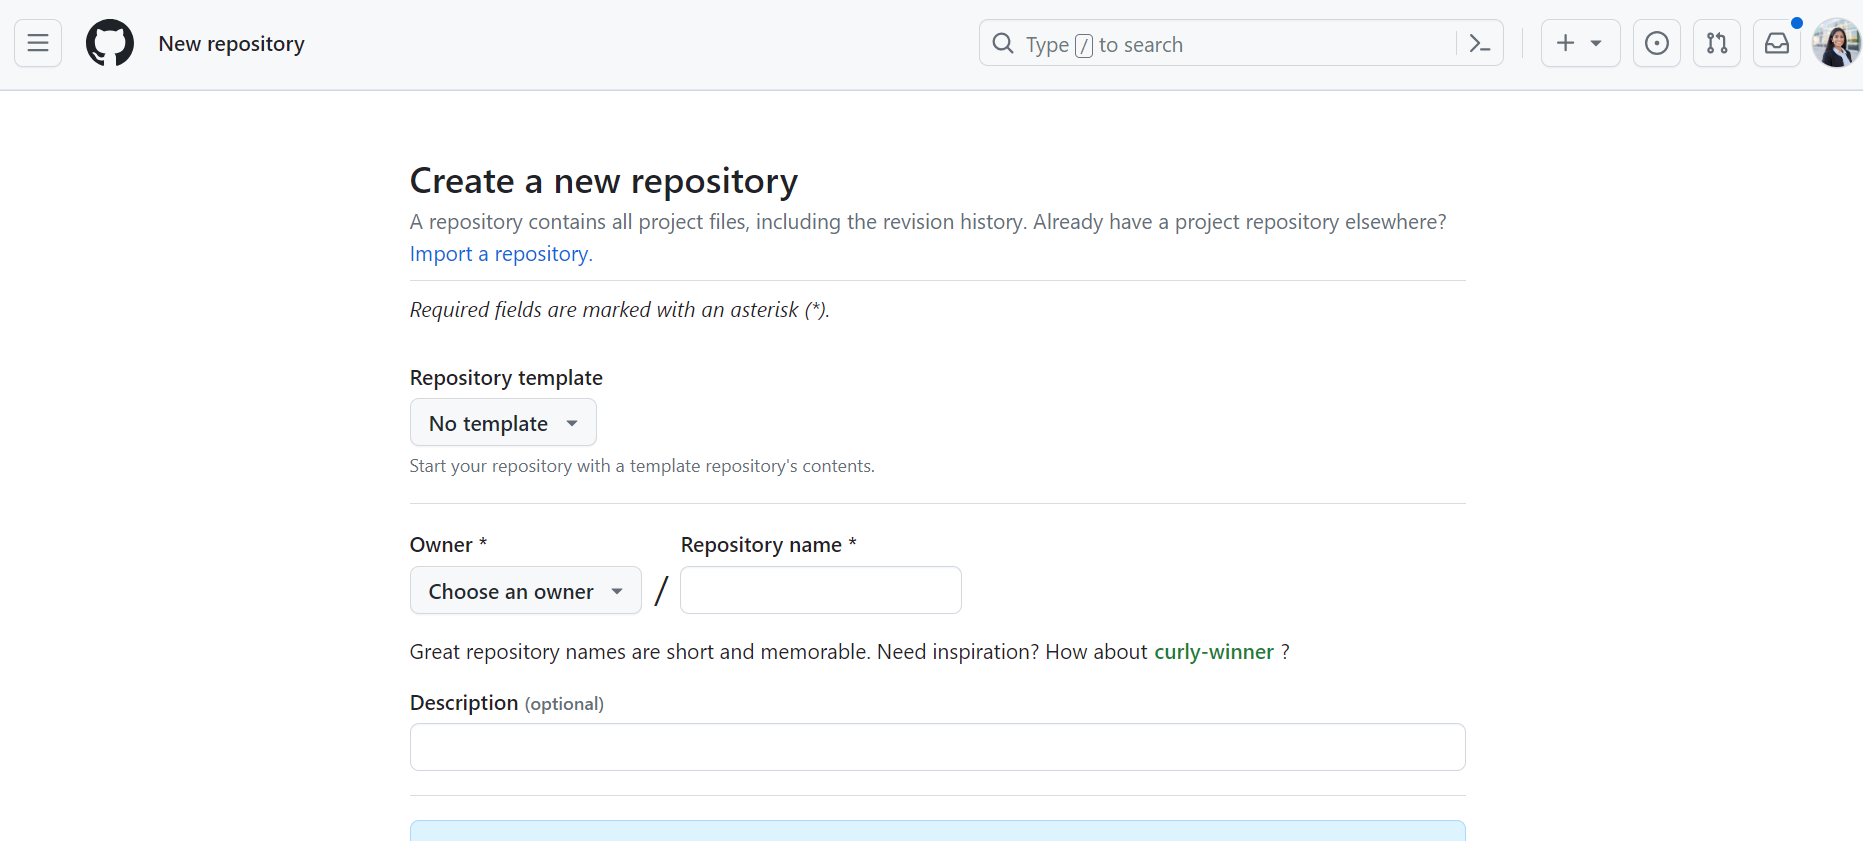 New repository
Type / to search
Create a new repository
A repository contains all project files, including the revision history. Already have a project repository elsewhere?
Import a repository.
Required fields are marked with an asterisk (*).
Repository template
No template
Start your repository with a template repository's contents.
Owner *
Repository name *
Choose an owner
/
Great repository names are short and memorable. Need inspiration? How about curly-winner ?
Description (optional)